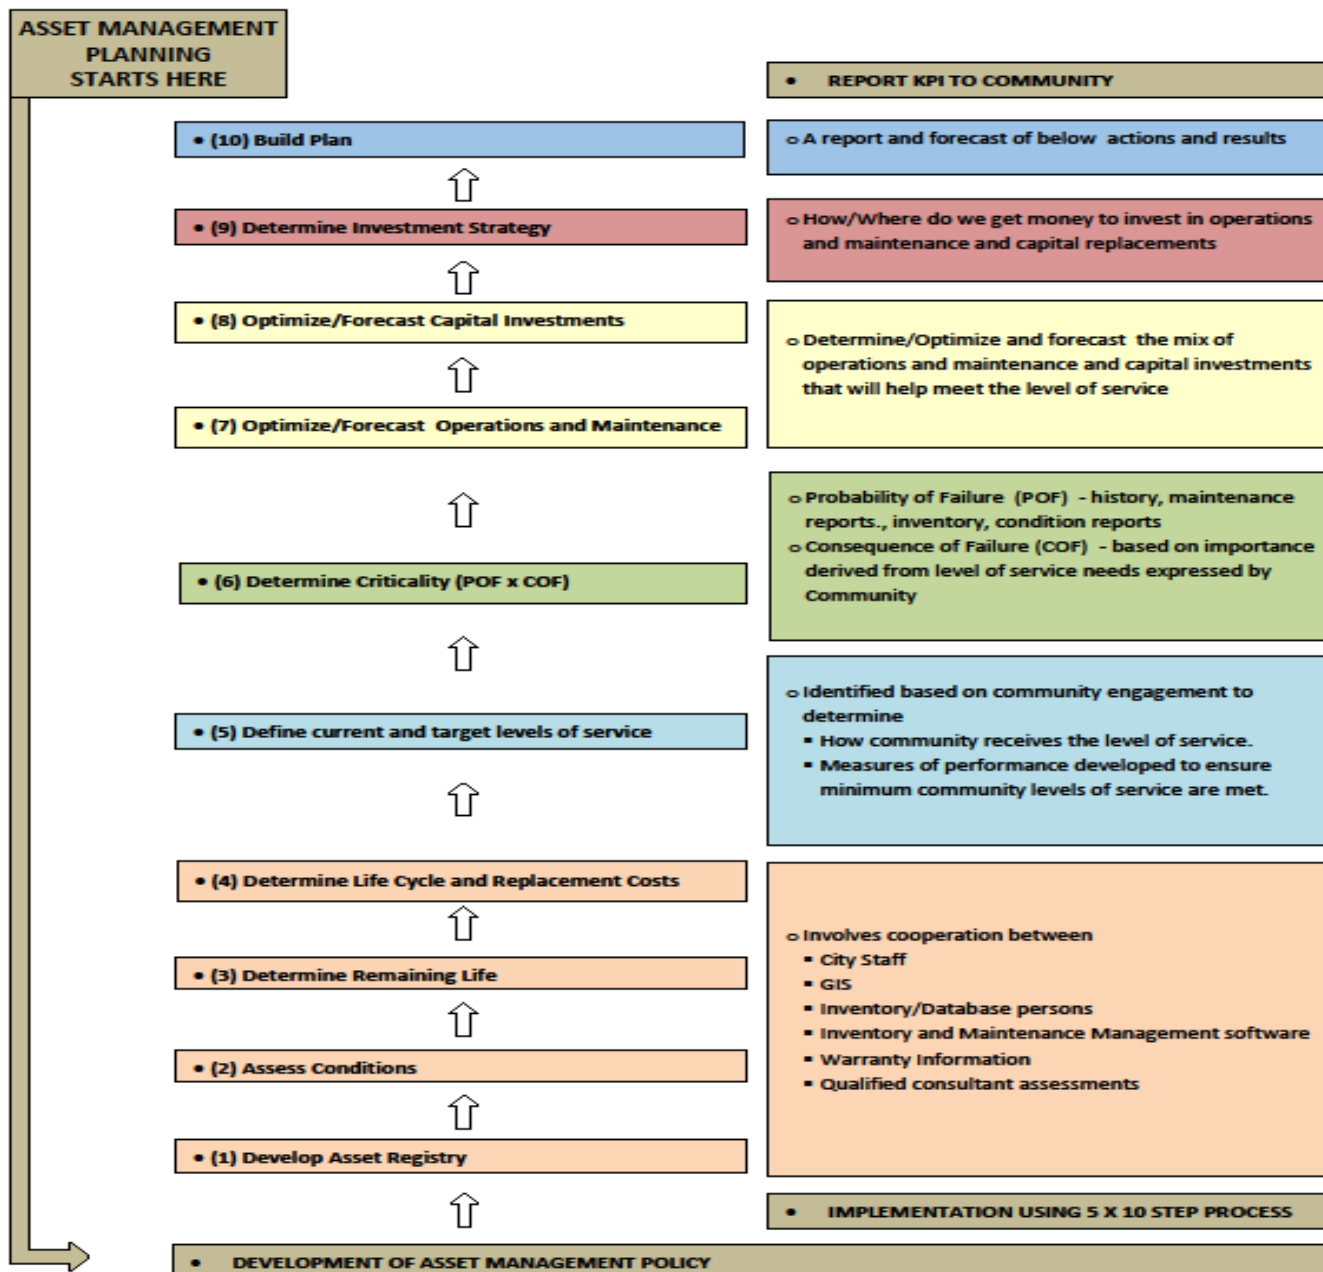 ASSET MANAGEMENT
PLANNING
STARTS HERE
• REPORT KPI TO COMMUNITY
• (10) Build Plan
o A report and forecast of below actions and results
• (9) Determine Investment Strategy
o How/Where do we get money to invest in operations
and maintenance and capital replacements
• (8) Optimize/Forecast Capital Investments
o Determine/Optimize and forecast the mix of
operations and maintenance and capital investments
that will help meet the level of service
• (7) Optimize/Forecast Operations and Maintenance
o Probability of Failure (POF) - history, maintenance
reports., inventory, condition reports
o Consequence of Failure (COF) - based on importance
derived from level of service needs expressed by
Community
• (6) Determine Criticality (POF x COF)
o Identified based on community engagement to
determine
▪ How community receives the level of service.
▪ Measures of performance developed to ensure
minimum community levels of service are met.
• (5) Define current and target levels of service
• (4) Determine Life Cycle and Replacement Costs
o Involves cooperation between
▪ City Staff
▪ GIS
▪ Inventory/Database persons
▪ Inventory and Maintenance Management software
▪ Warranty Information
▪ Qualified consultant assessments
• (3) Determine Remaining Life
• (2) Assess Conditions
• (1) Develop Asset Registry
• IMPLEMENTATION USING 5 X 10 STEP PROCESS
• DEVELOPMENT OF ASSET MANAGEMENT POLICY